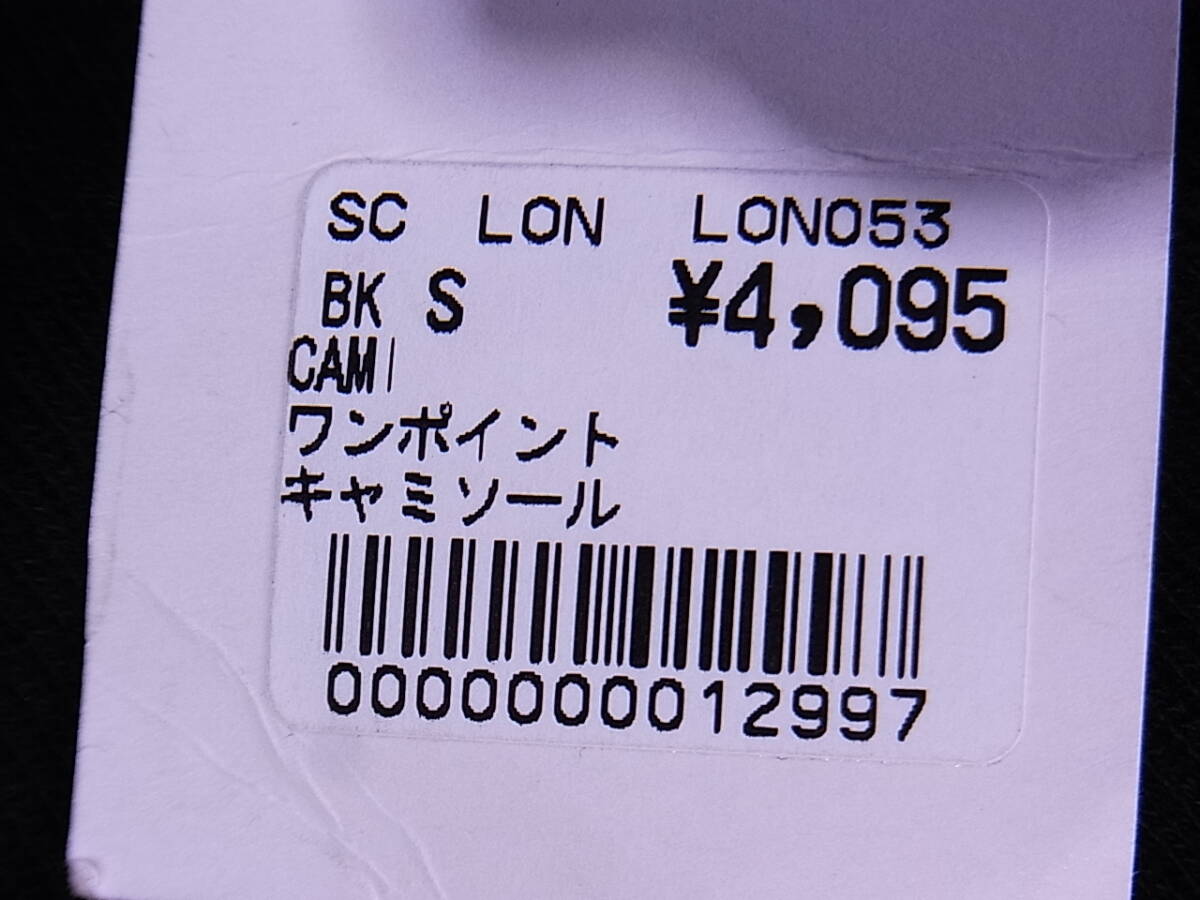 SC LON LON053
BK S ¥4,095
CAMI
ワンポイント
キャミソール
0000000012997